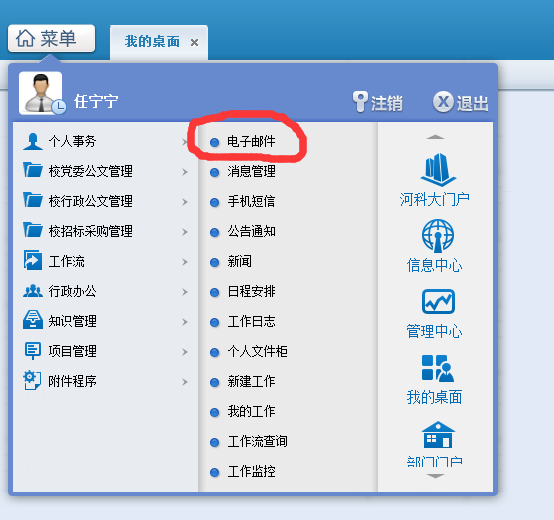 菜单
我的桌面
任宁宁
注销
退出
个人事务
校党委公文管理
校行政公文管理
校招标采购管理
工作流
行政办公
知识管理
项目管理
附件程序
电子邮件
消息管理
手机短信
公告通知
新闻
日程安排
工作日志
个人文件柜
新建工作
我的工作
工作流查询
工作监控
河科大门户
信息中心
管理中心
我的桌面
部门门户